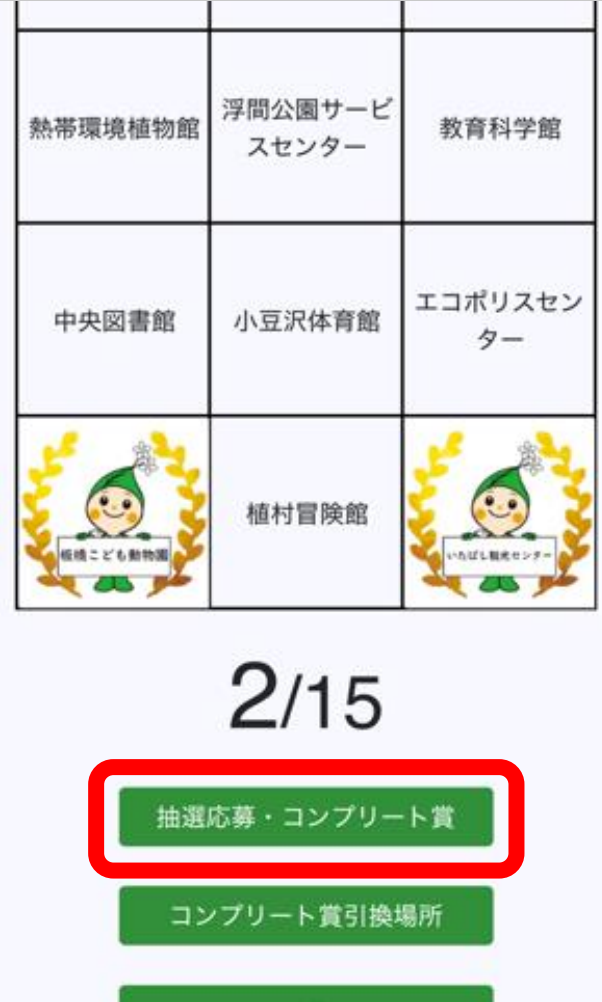 熱帯環境植物館
浮間公園サービ
スセンター
教育科学館
中央図書館
小豆沢体育館
エコポリスセン
ター
板橋こども動物園
植村冒険館
いたばし観光センター
2/15
抽選応募・コンプリート賞
コンプリート賞引換場所